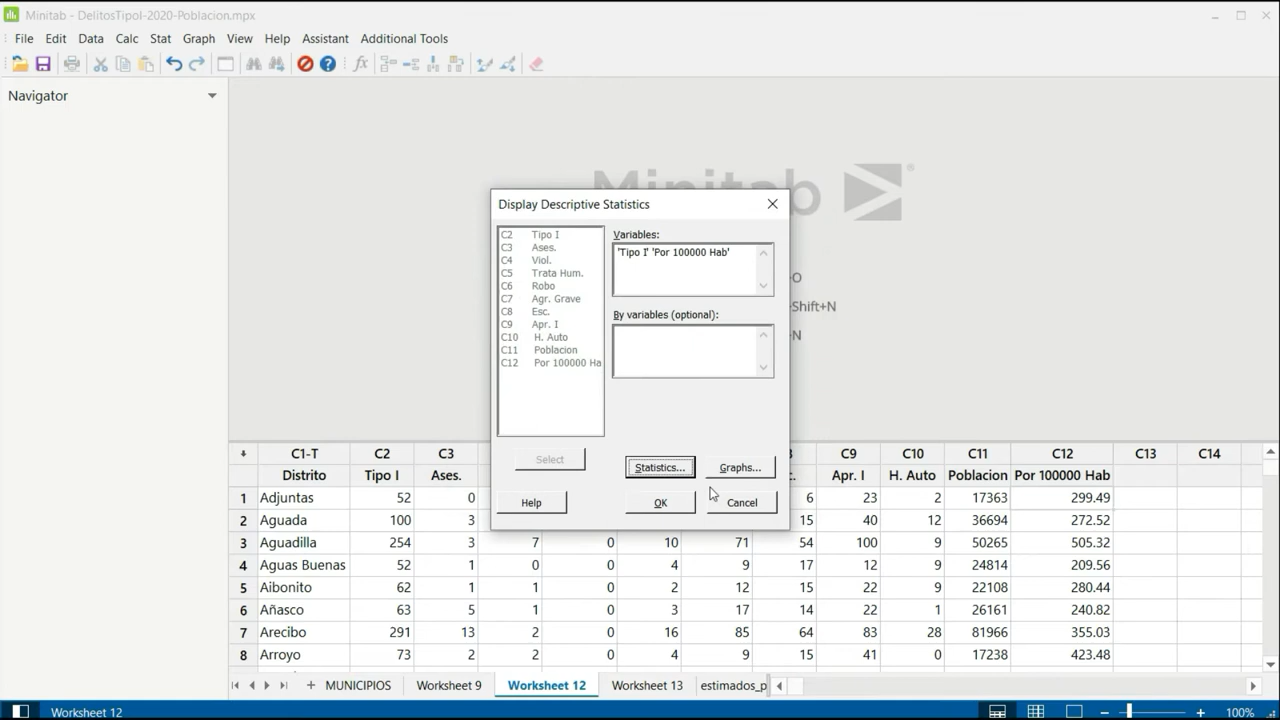 Minitab - DelitosTipoI-2020-Poblacion.mpx
File Edit Data Calc Stat Graph View Help Assistant Additional Tools
Navigator
Minitab
O
Shift+N
N
Display Descriptive Statistics
C2 Tipo I
C3 Ases.
C4 Viol.
C5 Trata Hum.
C6 Robo
C7 Agr. Grave
C8 Esc.
C9 Apr. I
C10 H. Auto
C11 Poblacion
C12 Por 100000 Ha
Variables:
'Tipo I' 'Por 100000 Hab'
By variables (optional):
Select
Statistics... Graphs...
Help OK Cancel
C1-T C2 C3 C9 C10 C11 C12 C13 C14
Distrito Tipo I Ases. Apr. I H. Auto Poblacion Por 100000 Hab
1 Adjuntas 52 0 6 23 2 17363 299.49
2 Aguada 100 3 15 40 12 36694 272.52
3 Aguadilla 254 3 7 0 10 71 54 100 9 50265 505.32
4 Aguas Buenas 52 1 0 0 4 9 17 12 9 24814 209.56
5 Aibonito 62 1 1 0 2 12 15 22 9 22108 280.44
6 Añasco 63 5 1 0 3 17 14 22 1 26161 240.82
7 Arecibo 291 13 2 0 16 85 64 83 28 81966 355.03
8 Arroyo 73 2 2 0 4 9 15 41 0 17238 423.48
MUNICIPIOS Worksheet 9 Worksheet 12 Worksheet 13 estimados_p
Worksheet 12 100%